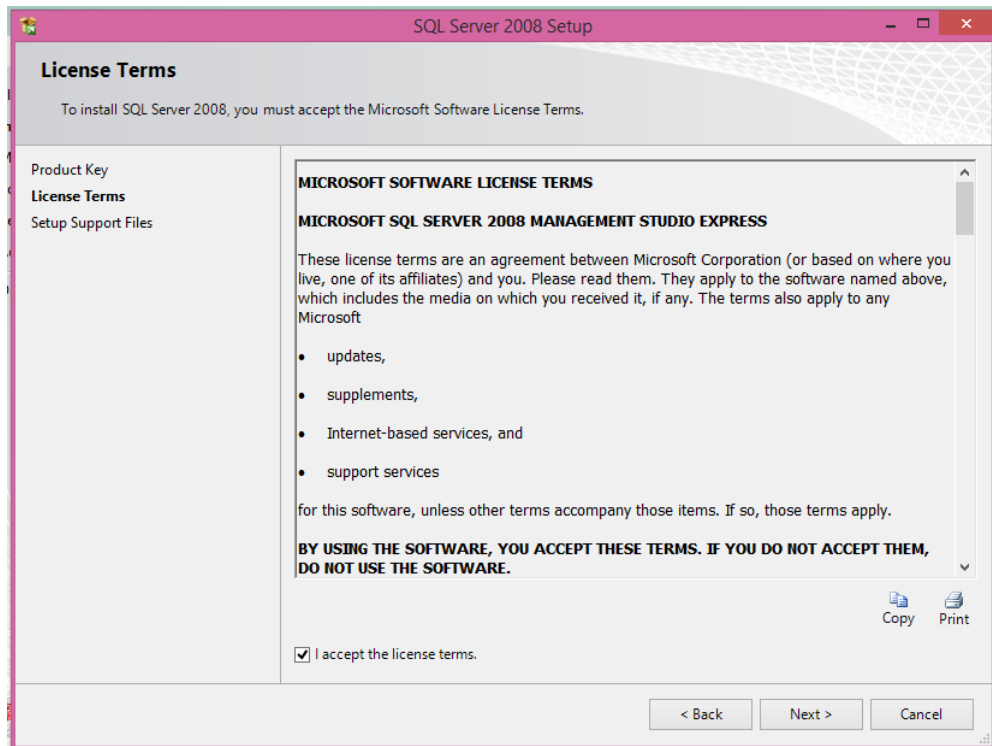 SQL Server 2008 Setup
License Terms
To install SQL Server 2008, you must accept the Microsoft Software License Terms.
Product Key
License Terms
Setup Support Files
MICROSOFT SOFTWARE LICENSE TERMS
MICROSOFT SQL SERVER 2008 MANAGEMENT STUDIO EXPRESS
These license terms are an agreement between Microsoft Corporation (or based on where you
live, one of its affiliates) and you. Please read them. They apply to the software named above,
which includes the media on which you received it, if any. The terms also apply to any
Microsoft
• updates,
• supplements,
• Internet-based services, and
• support services
for this software, unless other terms accompany those items. If so, those terms apply.
BY USING THE SOFTWARE, YOU ACCEPT THESE TERMS. IF YOU DO NOT ACCEPT THEM,
DO NOT USE THE SOFTWARE.
Copy Print
I accept the license terms.
< Back Next > Cancel